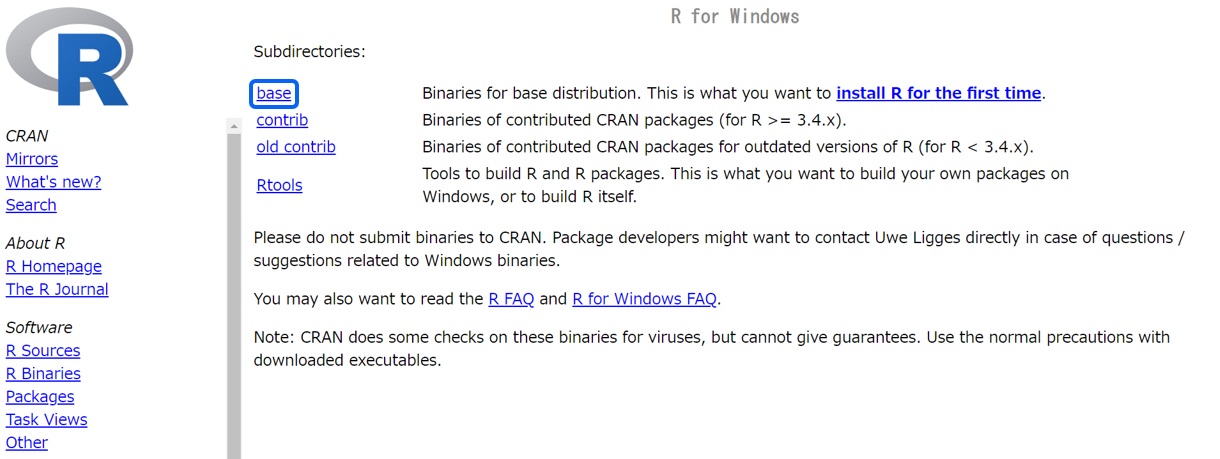 R
CRAN
Mirrors
What's new?
Search
About R
R Homepage
The R Journal
Software
R Sources
R Binaries
Packages
Task Views
Other
R for Windows
Subdirectories:
base Binaries for base distribution. This is what you want to install R for the first time.
contrib Binaries of contributed CRAN packages (for R >= 3.4.x).
old contrib Binaries of contributed CRAN packages for outdated versions of R (for R < 3.4.x).
Rtools Tools to build R and R packages. This is what you want to build your own packages on
Windows, or to build R itself.
Please do not submit binaries to CRAN. Package developers might want to contact Uwe Ligges directly in case of questions /
suggestions related to Windows binaries.
You may also want to read the R FAQ and R for Windows FAQ.
Note: CRAN does some checks on these binaries for viruses, but cannot give guarantees. Use the normal precautions with
downloaded executables.